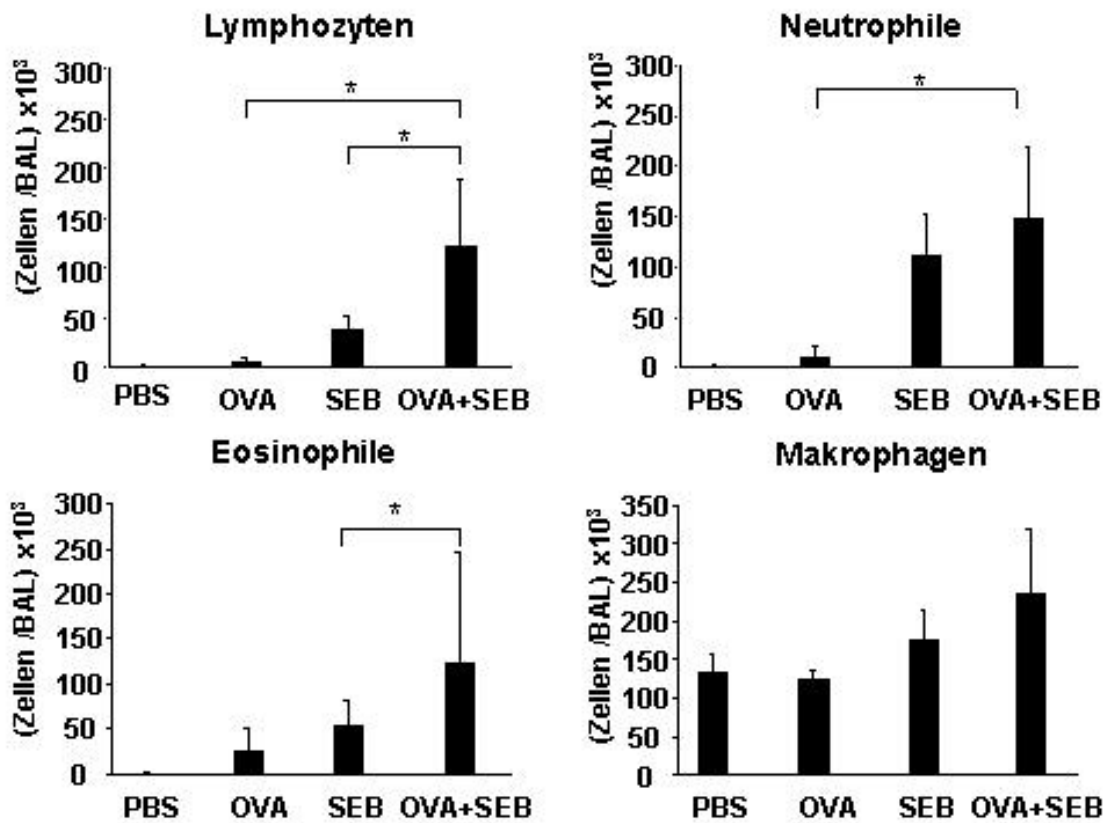 Lymphozyten
(Zellen /BAL) x10³
300
250
200
150
100
50
0
*
*
PBS OVA SEB OVA+SEB
Neutrophile
(Zellen /BAL) x10³
300
250
200
150
100
50
0
*
PBS OVA SEB OVA+SEB
Eosinophile
(Zellen /BAL) x10³
300
250
200
150
100
50
0
*
PBS OVA SEB OVA+SEB
Makrophagen
(Zellen /BAL) x10³
350
300
250
200
150
100
50
0
PBS OVA SEB OVA+SEB